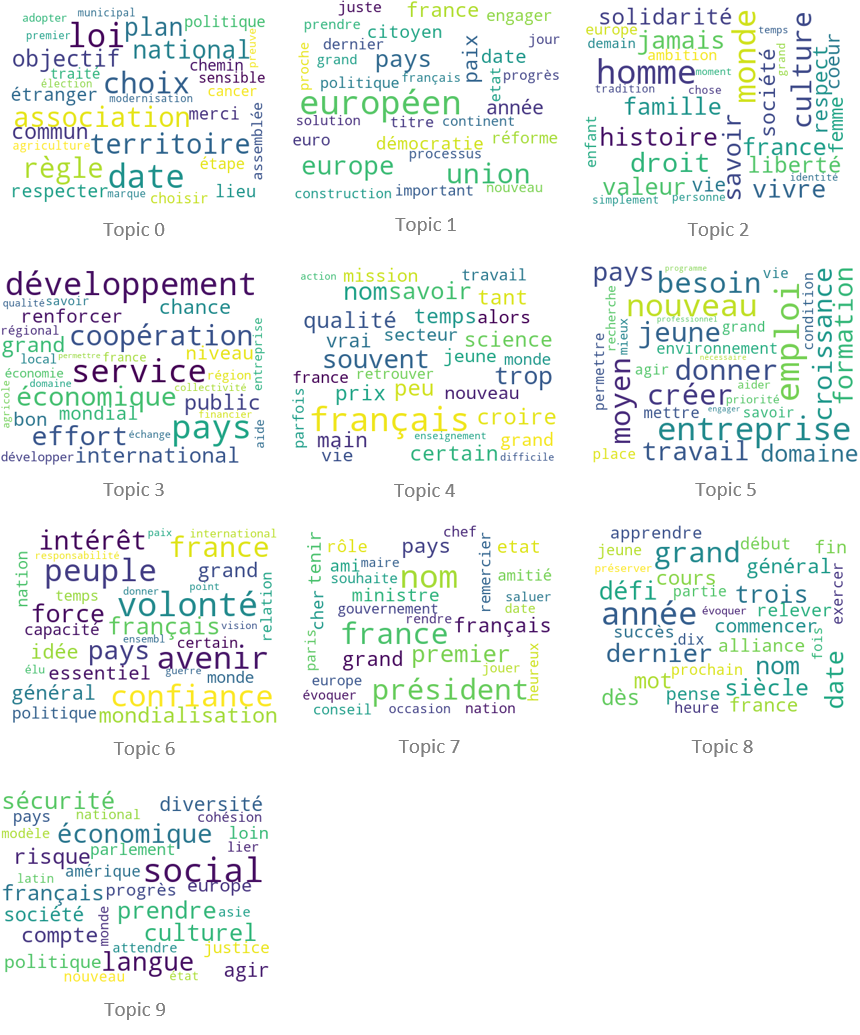 municipal
adopter
politique
premier
loi
plan
national
preuve
objectif
chemin
traité
sensible
élection
choix
cancer
étranger
modernisation
association
merci
commun
assemblée
agriculture
territoire
règle
étape
date
respecter
marque
choisir
lieu
Topic 0
juste
france
engager
prendre
citoyen
dernier
jour
proche
grand
pays
paix
date
politique
français
etat
progrès
européen
année
solution
titre
continent
euro
démocratie
réforme
processus
europe
union
construction
important
nouveau
Topic 1
solidarité
monde
temps
europe
jamais
culture
demain
ambition
grand
société
respect
coeur
homme
moment
tradition
chose
famille
femme
histoire
savoir
france
enfant
droit
liberté
valeur
vie
vivre
identité
simplement
personne
Topic 2
développement
qualité
savoir
chance
renforcer
régional
coopération
grand
entreprise
local
permettre
france
niveau
économie
service
région
agricole
domaine
économique
collectivité
public
mondial
financier
bon
pays
effort
échange
aide
développer
international
Topic 3
action
mission
travail
nom
savoir
tant
qualité
temps
alors
vrai
secteur
science
souvent
jeune
monde
france
retrouver
trop
prix
peu
nouveau
parfois
français
croire
main
enseignement
grand
vie
certain
difficile
Topic 4
pays
besoin
vie
programme
nouveau
emploi
croissance
formation
condition
recherche
professionnel
mieux
jeune
grand
environnement
permettre
agir
donner
nécessaire
moyen
créer
aider
priorité
mettre
engager
savoir
entreprise
place
travail
domaine
Topic 5
intérêt
paix
international
france
responsabilité
nation
peuple
grand
temps
donner
point
relation
force
volonté
capacité
français
vision
ensembl
certain
idée
pays
avenir
élu
essentiel
guerre
monde
général
confiance
politique
mondialisation
Topic 6
chef
rôle
pays
etat
tenir
ami
maire
nom
remercier
souhaite
amitié
cher
ministre
saluer
gouvernement
date
rendre
france
français
paris
grand
premier
heureux
jouer
europe
président
évoquer
conseil
occasion
nation
Topic 7
apprendre
début
fin
jeune
grand
général
préserver
cours
exercer
défi
partie
trois
année
évoquer
relever
commencer
succès
dix
fois
dernier
alliance
nom
date
prochain
mot
siècle
dès
pense
heure
france
Topic 8
sécurité
diversité
national
pays
cohésion
modèle
économique
loin
risque
parlement
lier
amérique
social
latin
français
progrès
europe
société
prendre
asie
monde
compte
culturel
attendre
justice
politique
langue
agir
nouveau
état
Topic 9